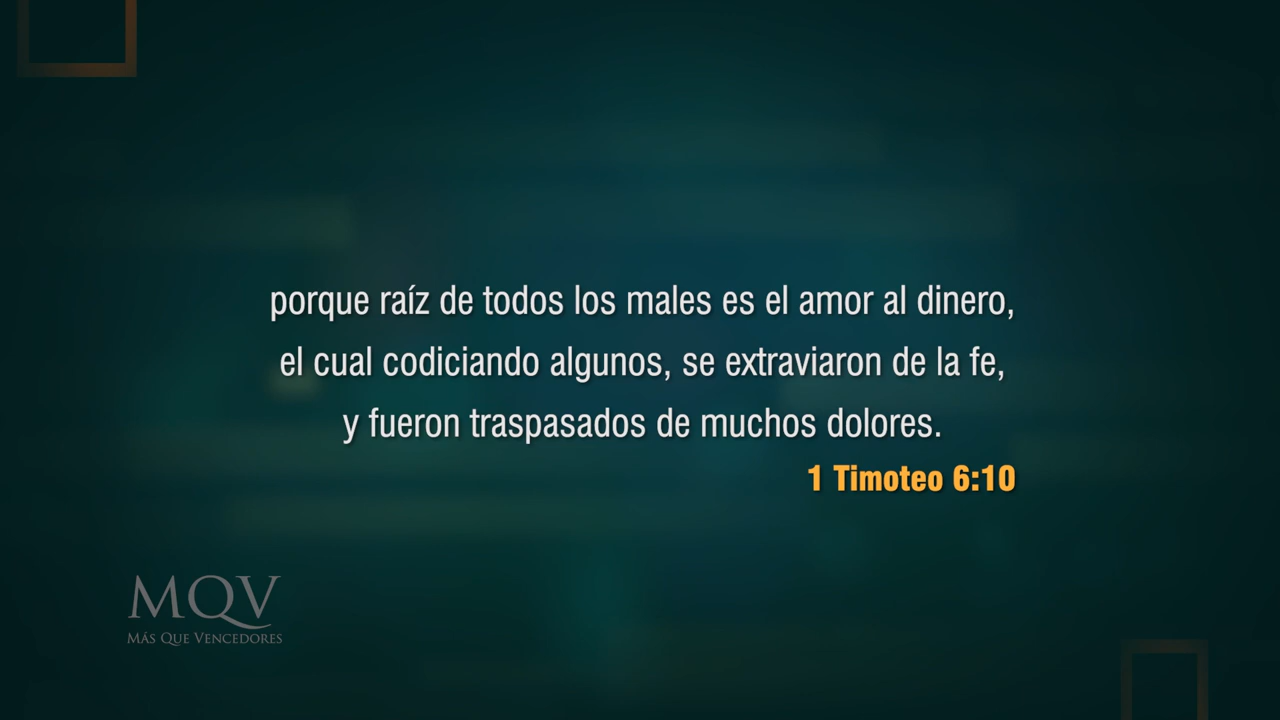 porque raíz de todos los males es el amor al dinero,
el cual codiciando algunos, se extraviaron de la fe,
y fueron traspasados de muchos dolores.
1 Timoteo 6:10
MQV
MÁS QUE VENCEDORES